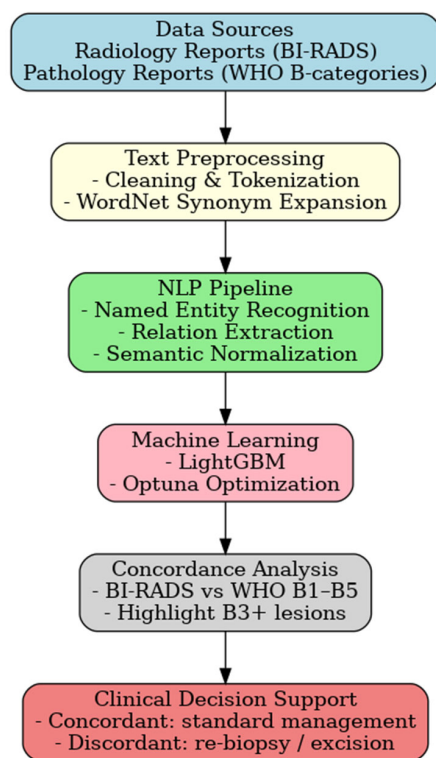 Data Sources
Radiology Reports (BI-RADS)
Pathology Reports (WHO B-categories)
Text Preprocessing
- Cleaning & Tokenization
- WordNet Synonym Expansion
NLP Pipeline
- Named Entity Recognition
- Relation Extraction
- Semantic Normalization
Machine Learning
- LightGBM
- Optuna Optimization
Concordance Analysis
- BI-RADS vs WHO B1–B5
- Highlight B3+ lesions
Clinical Decision Support
- Concordant: standard management
- Discordant: re-biopsy / excision